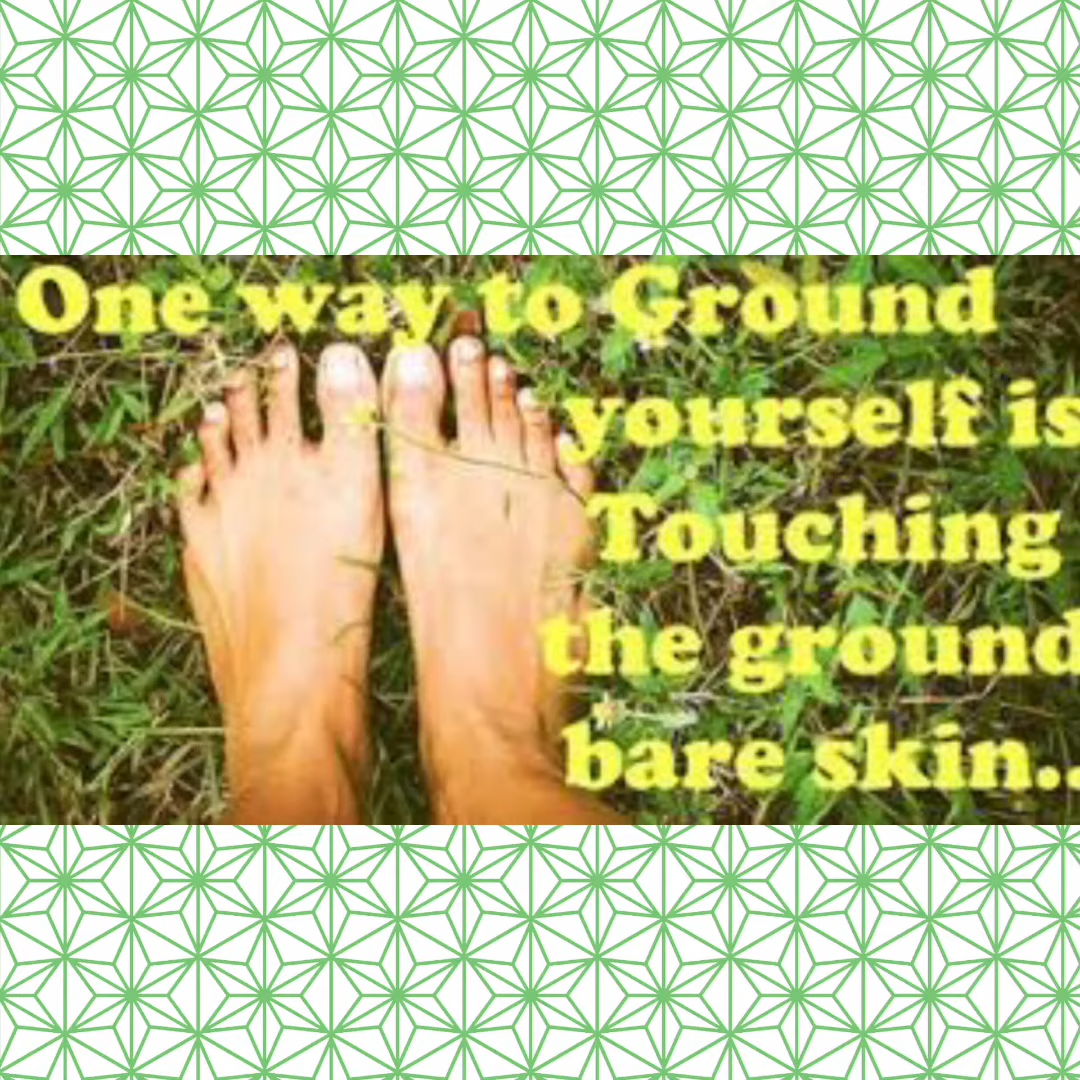 One way to Ground
yourself is
Touching
the ground
bare skin..